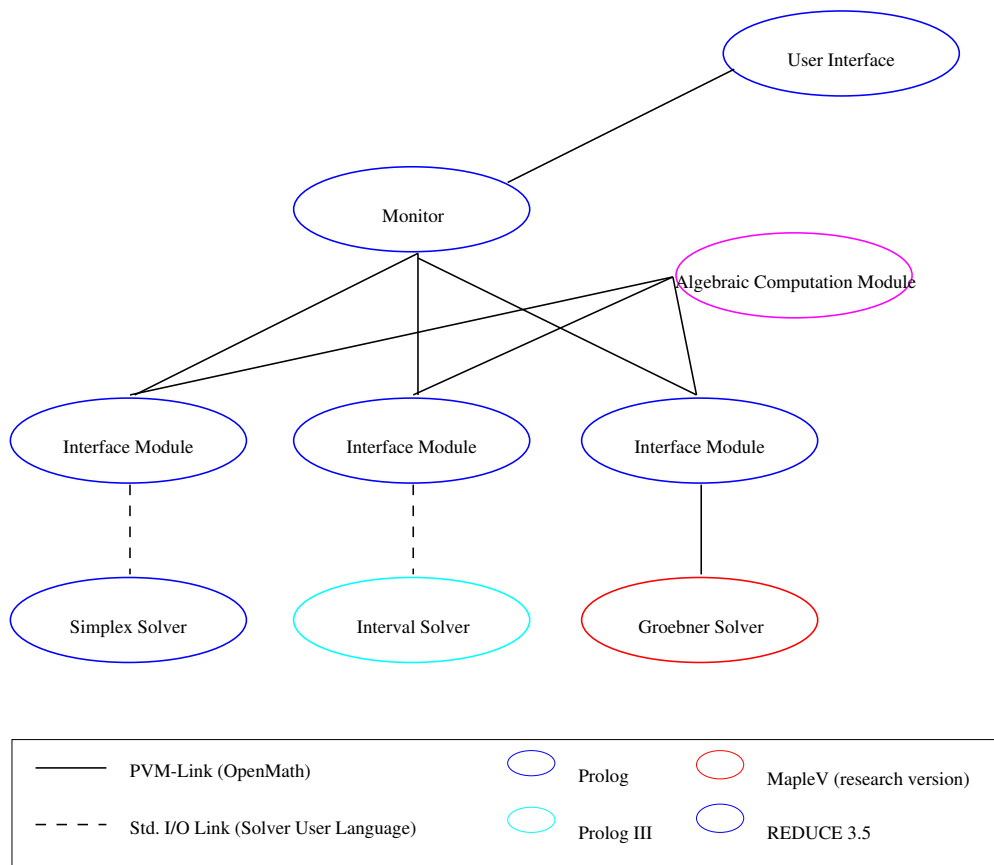 User Interface
Monitor
Algebraic Computation Module
Interface Module
Interface Module
Interface Module
Simplex Solver
Interval Solver
Groebner Solver
PVM-Link (OpenMath)
Prolog
MapleV (research version)
Std. I/O Link (Solver User Language)
Prolog III
REDUCE 3.5